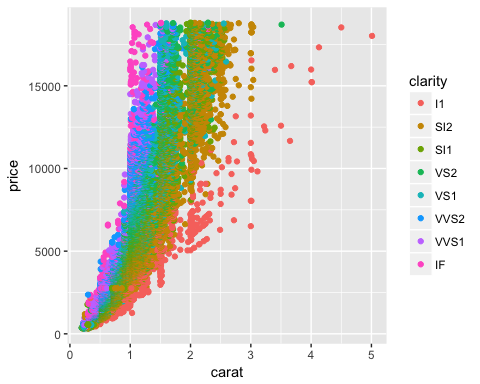 15000
10000
5000
0
price
0 1 2 3 4 5
carat
clarity
I1
SI2
SI1
VS2
VS1
VVS2
VVS1
IF